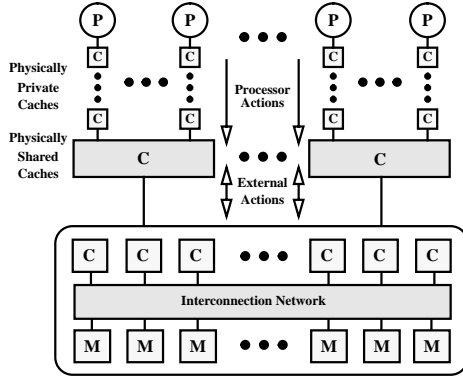 P P P P
C C C C
Physically
Private Caches
Processor
Actions
C C C C
Physically
Shared
Caches
C C
External
Actions
C C C C C C
Interconnection Network
M M M M M M